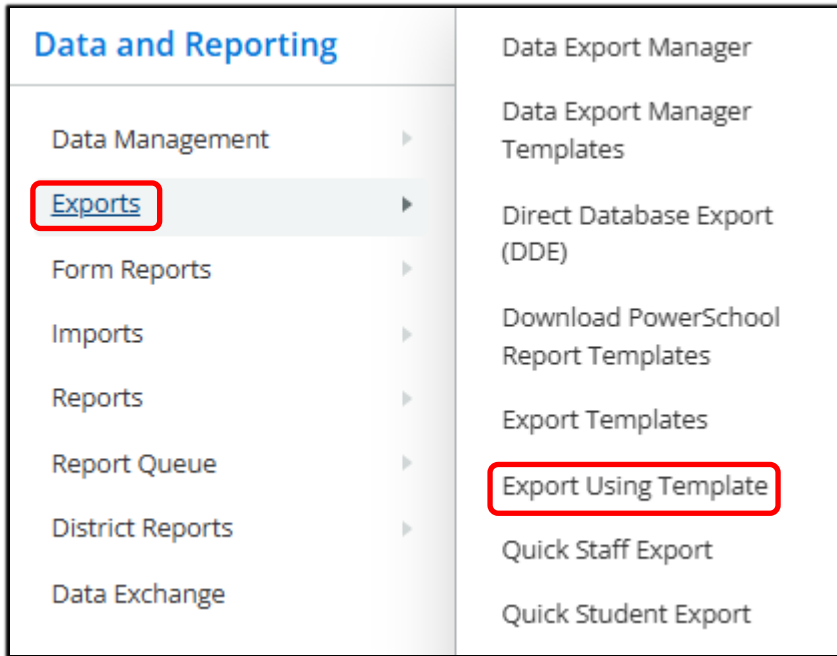 Data and Reporting
Data Management
Exports
Form Reports
Imports
Reports
Report Queue
District Reports
Data Exchange
Data Export Manager
Data Export Manager
Templates
Direct Database Export
(DDE)
Download PowerSchool
Report Templates
Export Templates
Export Using Template
Quick Staff Export
Quick Student Export